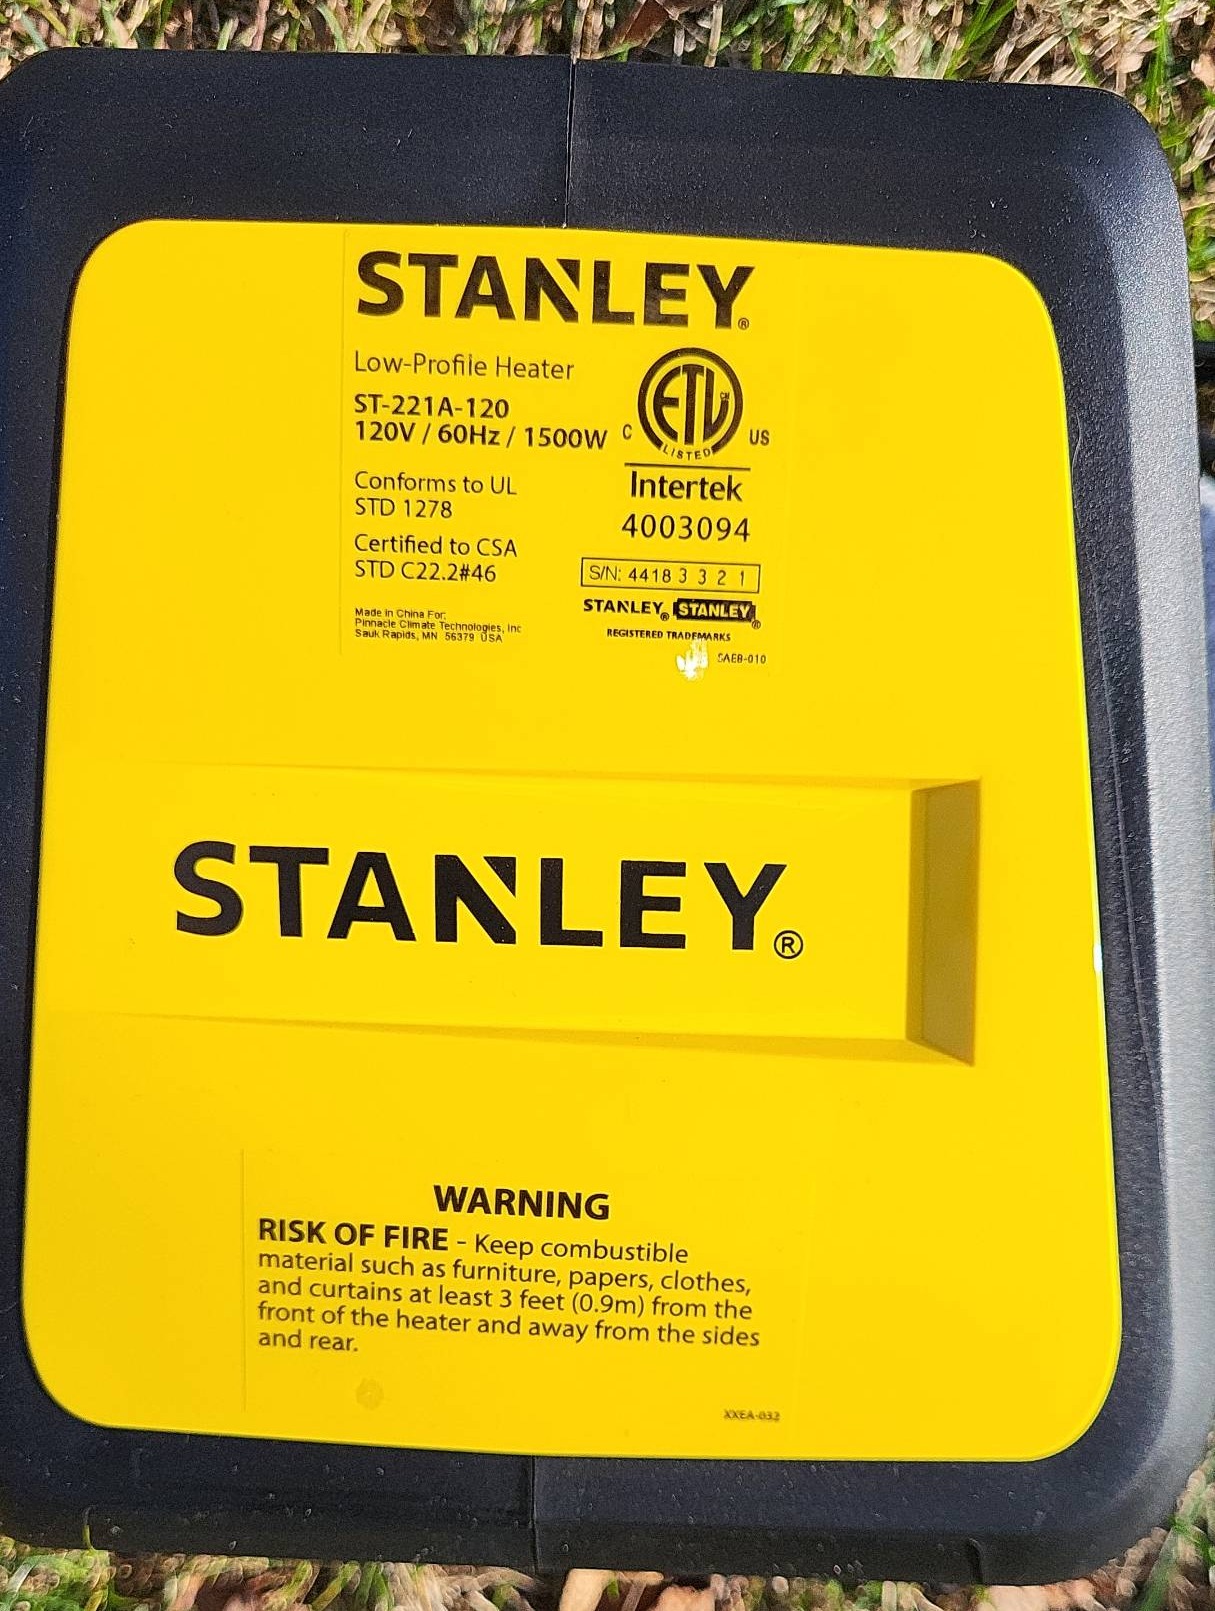 STANLEY®
Low-Profile Heater
ST-221A-120
120V / 60Hz / 1500W
Conforms to UL
STD 1278
Certified to CSA
STD C22.2#46
Made in China For:
Pinnacle Climate Technologies, Inc
Sauk Rapids, MN 56379 USA
C ETL CM US
LISTED
Intertek
4003094
S/N: 4418 3 3 2 1
STANLEY® STANLEY®
REGISTERED TRADEMARKS
SAEB-010
STANLEY®
WARNING
RISK OF FIRE - Keep combustible
material such as furniture, papers, clothes,
and curtains at least 3 feet (0.9m) from the
front of the heater and away from the sides
and rear.
XXEA-032